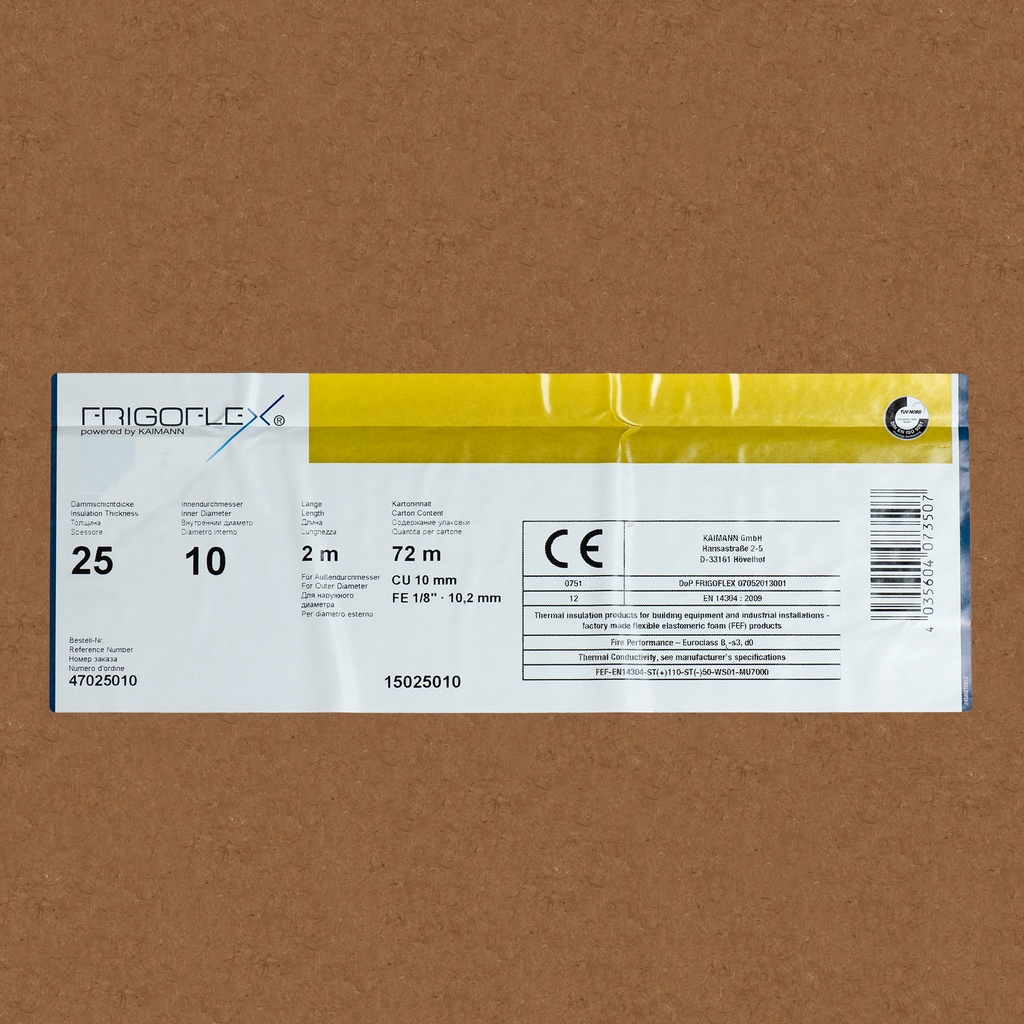 FRIGOFLEX®
powered by KAIMANN
TÜV NORD
DIN EN ISO 9001
Dämmschichtdicke
Insulation Thickness
Толщина
Spessore
25
Innendurchmesser
Inner Diameter
Внутренний диаметр
Diametro interno
10
Länge
Length
Длина
Lunghezza
2 m
Für Außendurchmesser
For Outer Diameter
Для наружного
диаметра
Per diametro esterno
Kartoninhalt
Carton Content
Содержание упаковки
Quantità per cartone
72 m
CU 10 mm
FE 1/8" · 10,2 mm
Bestell-Nr
Reference Number
Номер заказа
Numero d'ordine
47025010
15025010
CE
KAIMANN GmbH
Hansastraße 2-5
D-33161 Hövelhof
0751 DoP FRIGOFLEX 07052013001
12 EN 14304 : 2009
Thermal insulation products for building equipment and industrial installations -
factory made flexible elastomeric foam (FEF) products
Fire Performance – Euroclass BL-s3, d0
Thermal Conductivity, see manufacturer's specifications
FEF-EN14304-ST(+)110-ST(-)50-WS01-MU7000
4 035604 073507